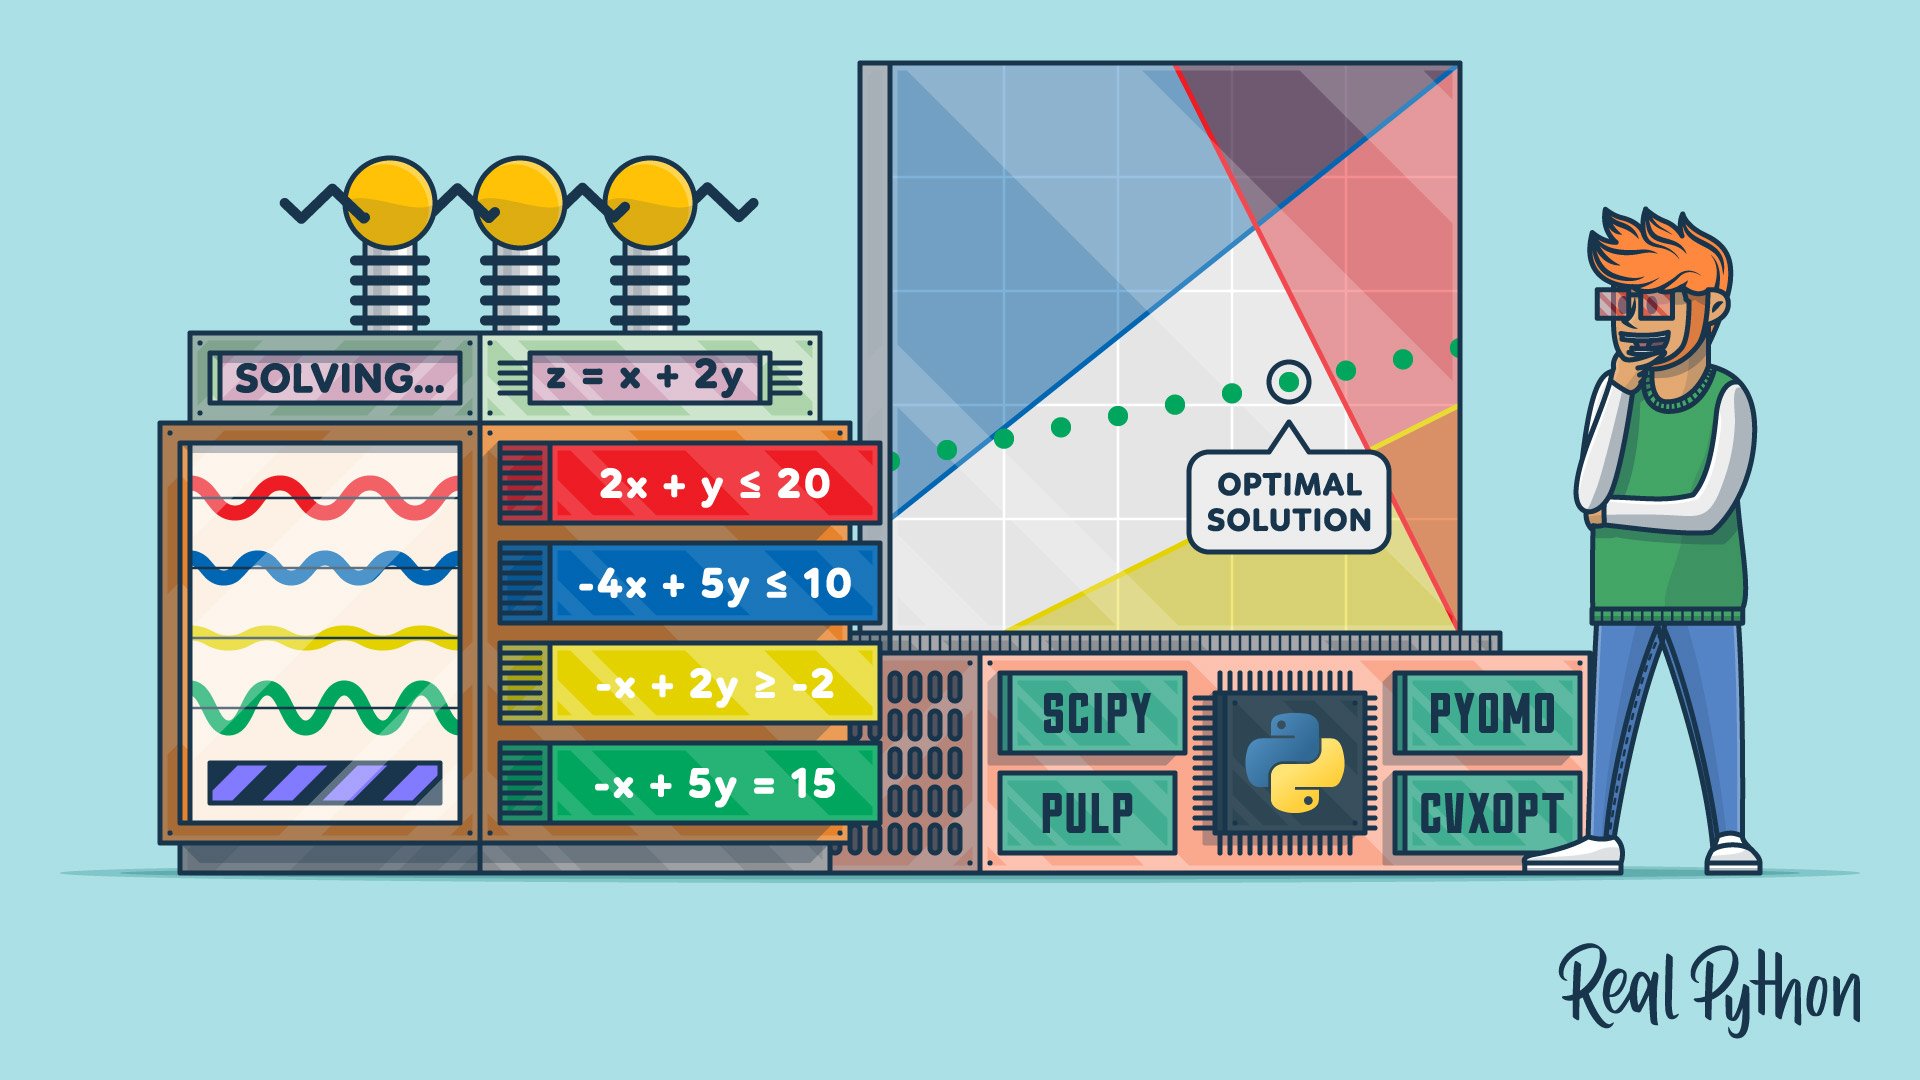 SOLVING...
z = x + 2y
2x + y ≤ 20
-4x + 5y ≤ 10
-x + 2y ≥ -2
-x + 5y = 15
OPTIMAL
SOLUTION
SCIPY
PYOMO
PULP
CVXOPT
Real Python